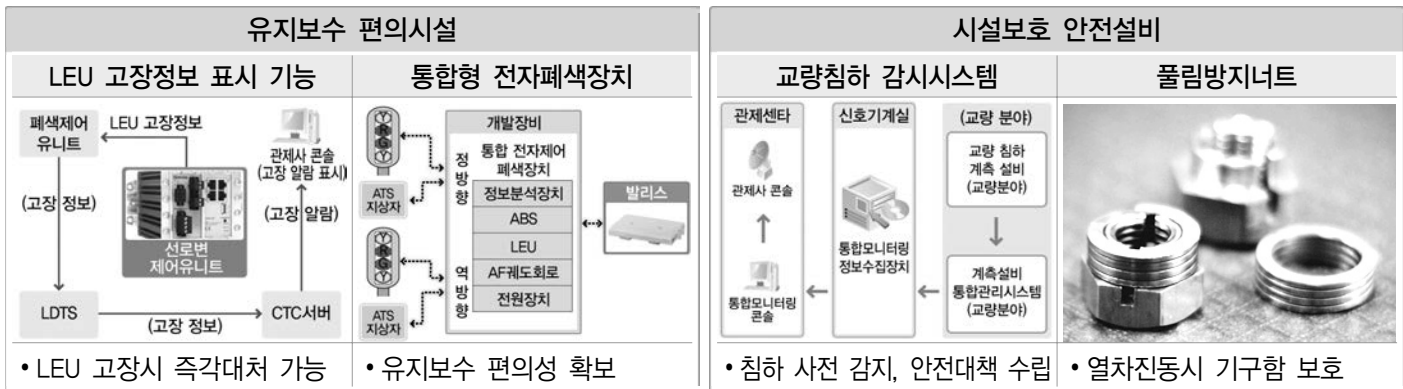 유지보수 편의시설
LEU 고장정보 표시 기능
폐색제어
유니트
LEU 고장정보
관제사 콘솔
(고장 알람 표시)
(고장 정보)
(고장 알람)
선로변
제어유니트
LDTS
(고장 정보)
CTC서버
• LEU 고장시 즉각대처 가능
통합형 전자폐색장치
Y
R
G
Y
ATS
지상자
정방향
Y
R
G
Y
ATS
지상자
역방향
개발장비
통합 전자제어
폐색장치
정보분석장치
ABS
LEU
AF궤도회로
전원장치
발리스
• 유지보수 편의성 확보
시설보호 안전설비
교량침하 감시시스템
관제센타
관제사 콘솔
통합모니터링
콘솔
신호기계실
통합모니터링
정보수집장치
(교량 분야)
교량 침하
계측 설비
(교량분야)
계측설비
통합관리시스템
(교량분야)
• 침하 사전 감지, 안전대책 수립
풀림방지너트
• 열차진동시 기구함 보호